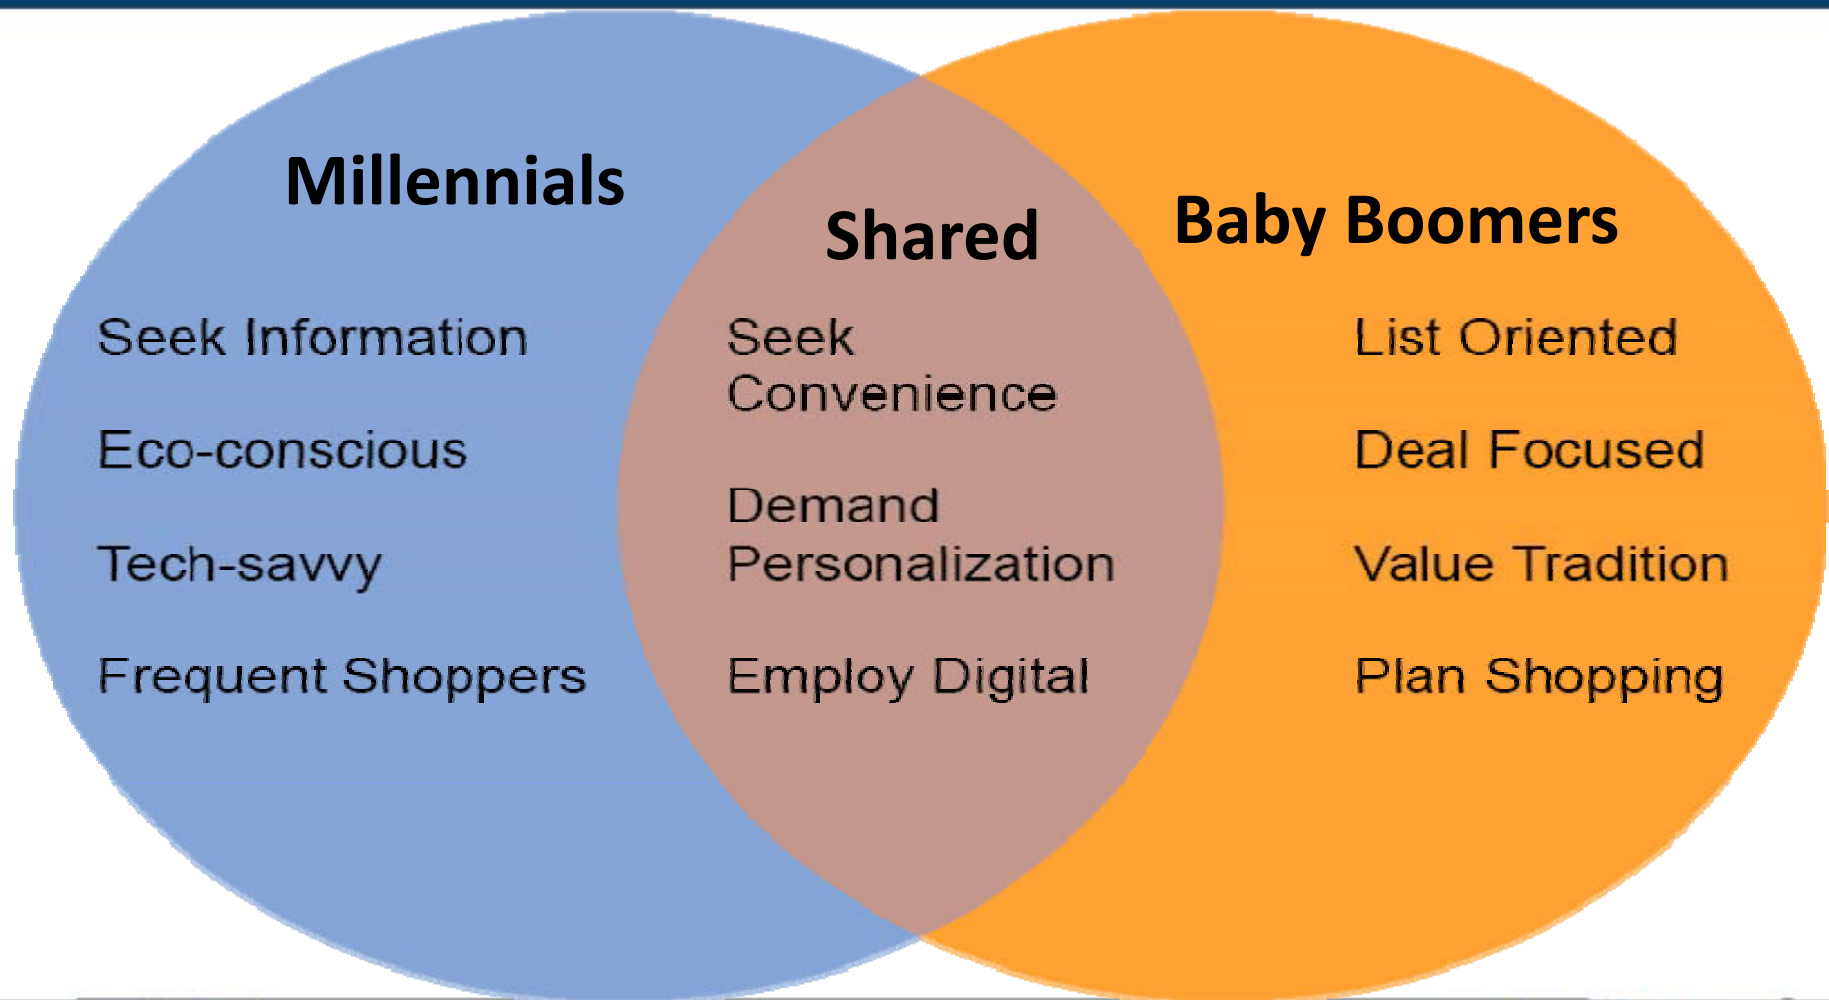 Millennials
Seek Information
Eco-conscious
Tech-savvy
Frequent Shoppers
Shared
Seek
Convenience
Demand
Personalization
Employ Digital
Baby Boomers
List Oriented
Deal Focused
Value Tradition
Plan Shopping